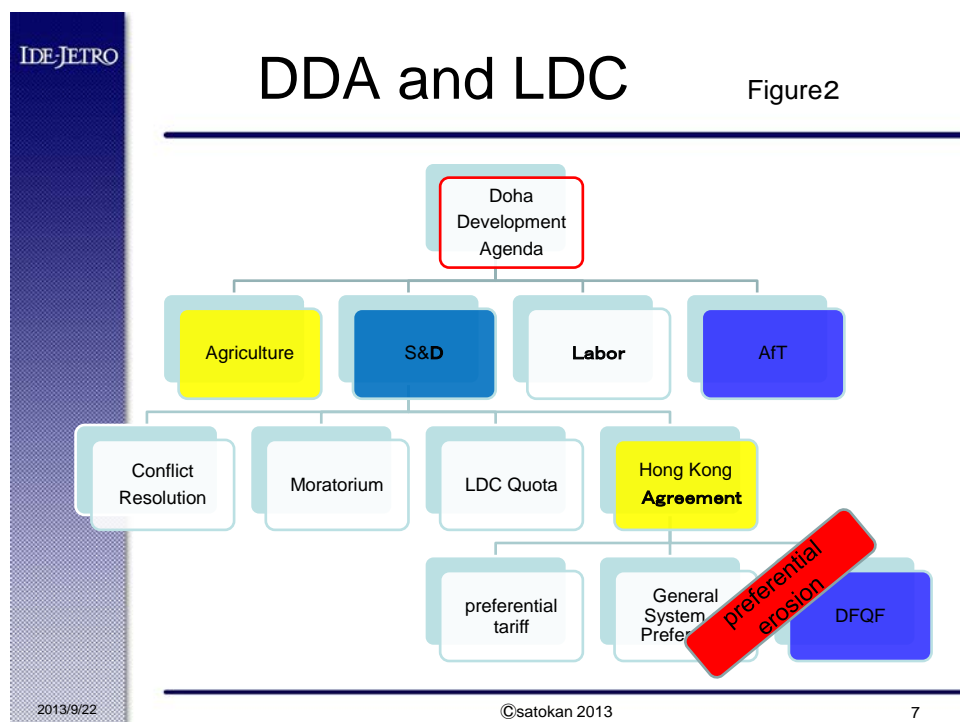 IDE-JETRO
DDA and LDC
Figure2
Doha
Development
Agenda
Agriculture
S&D
Labor
AfT
Conflict
Resolution
Moratorium
LDC Quota
Hong Kong
Agreement
preferential
tariff
General
System
DFQF
preferential
erosion
2013/9/22
Ⓒsatokan 2013
7